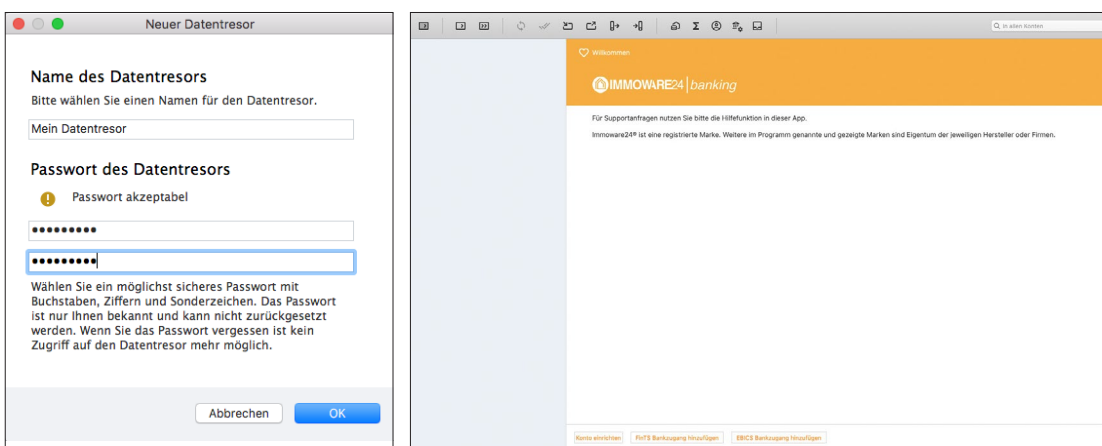 Neuer Datentresor
Name des Datentresors
Bitte wählen Sie einen Namen für den Datentresor.
Mein Datentresor
Passwort des Datentresors
Passwort akzeptabel
Wählen Sie ein möglichst sicheres Passwort mit
Buchstaben, Ziffern und Sonderzeichen. Das Passwort
ist nur Ihnen bekannt und kann nicht zurückgesetzt
werden. Wenn Sie das Passwort vergessen ist kein
Zugriff auf den Datentresor mehr möglich.
Abbrechen OK
In allen Konten
Willkommen
IMMOWARE24 banking
Für Supportanfragen nutzen Sie bitte die Hilfefunktion in dieser App.
Immoware24® ist eine registrierte Marke. Weitere im Programm genannte und gezeigte Marken sind Eigentum der jeweiligen Hersteller oder Firmen.
Konto einrichten FinTS Bankzugang hinzufügen EBICS Bankzugang hinzufügen